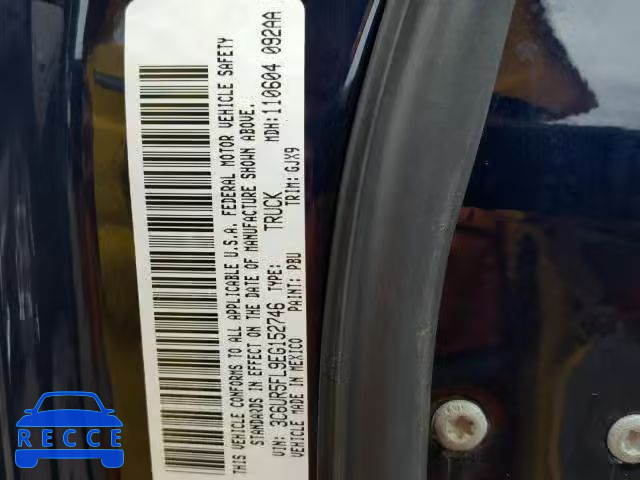 THIS VEHICLE CONFORMS TO ALL APPLICABLE U.S.A. FEDERAL MOTOR VEHICLE SAFETY
STANDARDS IN EFFECT ON THE DATE OF MANUFACTURE SHOWN ABOVE.
MDH:110604 092AA
VIN: 3C6UR5FL9EG152746 TYPE: TRUCK
VEHICLE MADE IN MEXICO PAINT: PBU TRIM: GJX9
RECCE